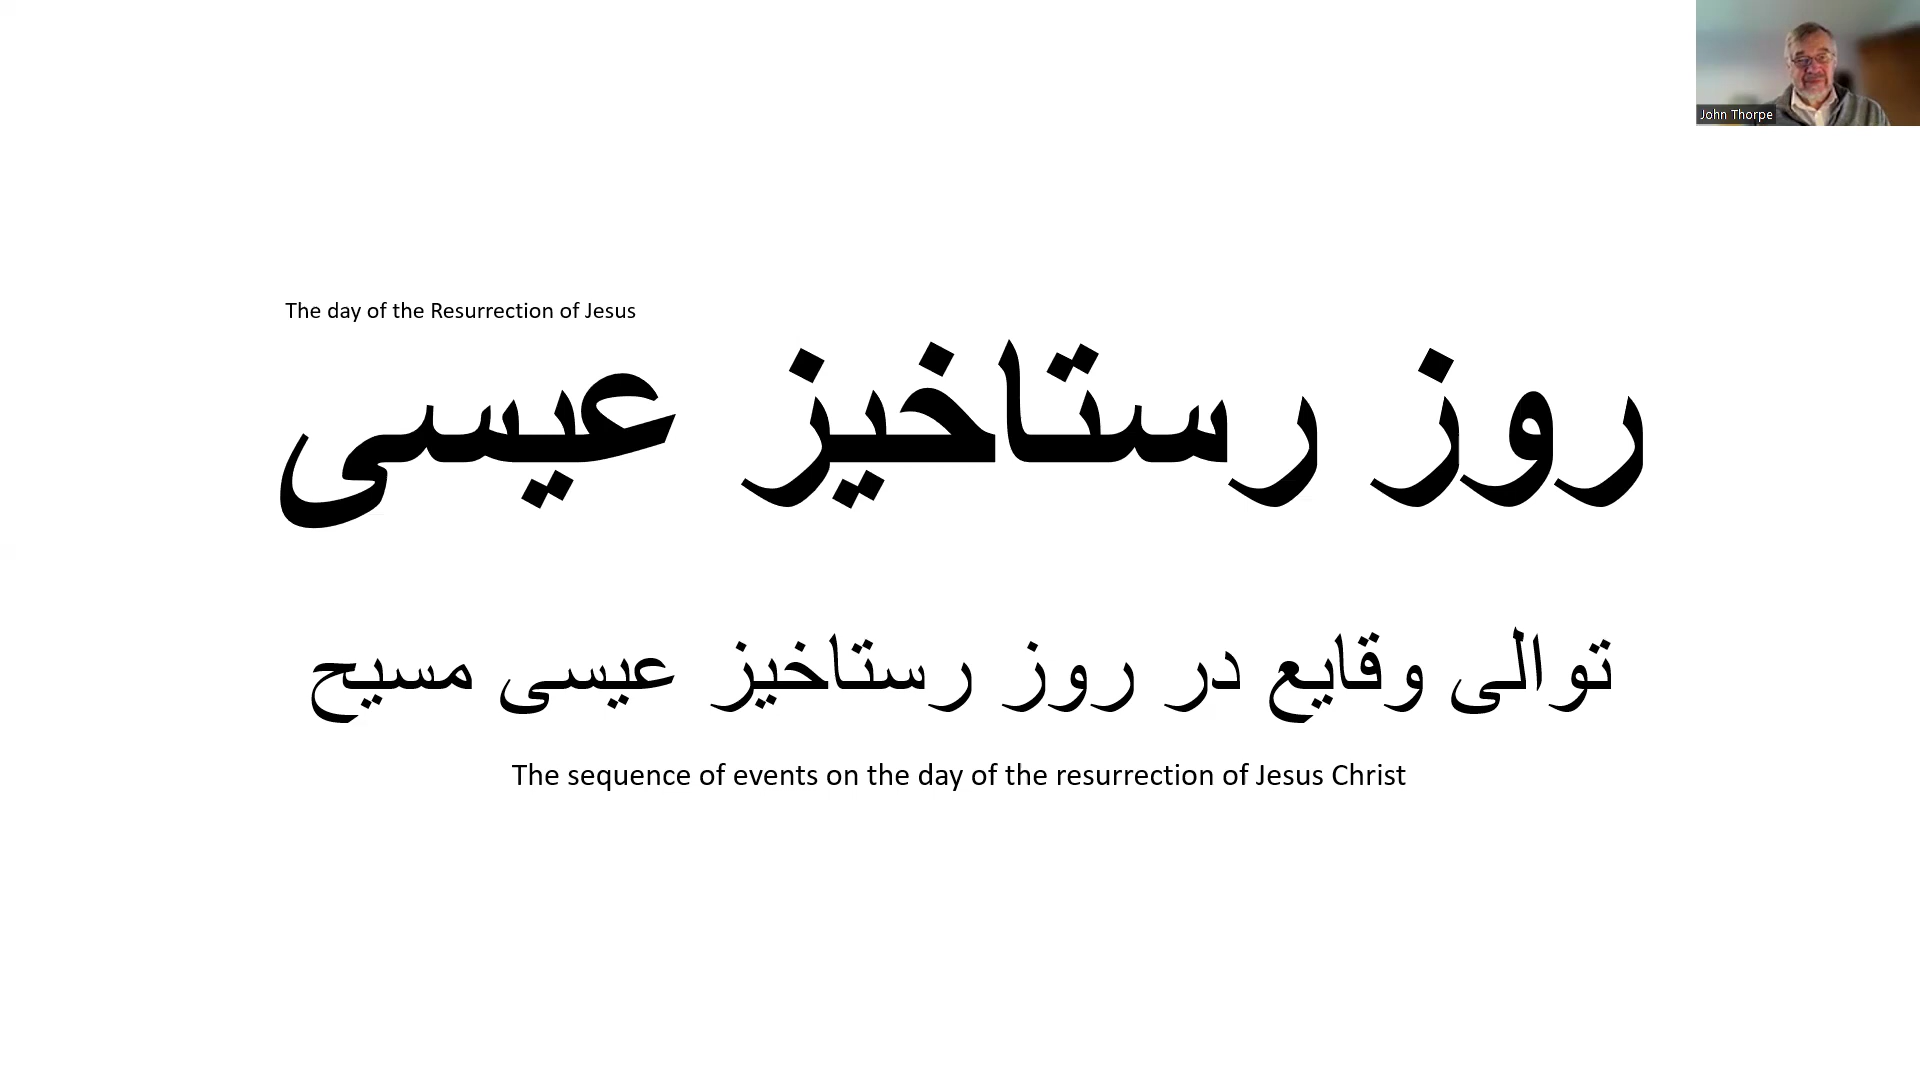 John Thorpe
The day of the Resurrection of Jesus
روز رستاخیز عیسی
توالی وقایع در روز رستاخیز عیسی مسیح
The sequence of events on the day of the resurrection of Jesus Christ